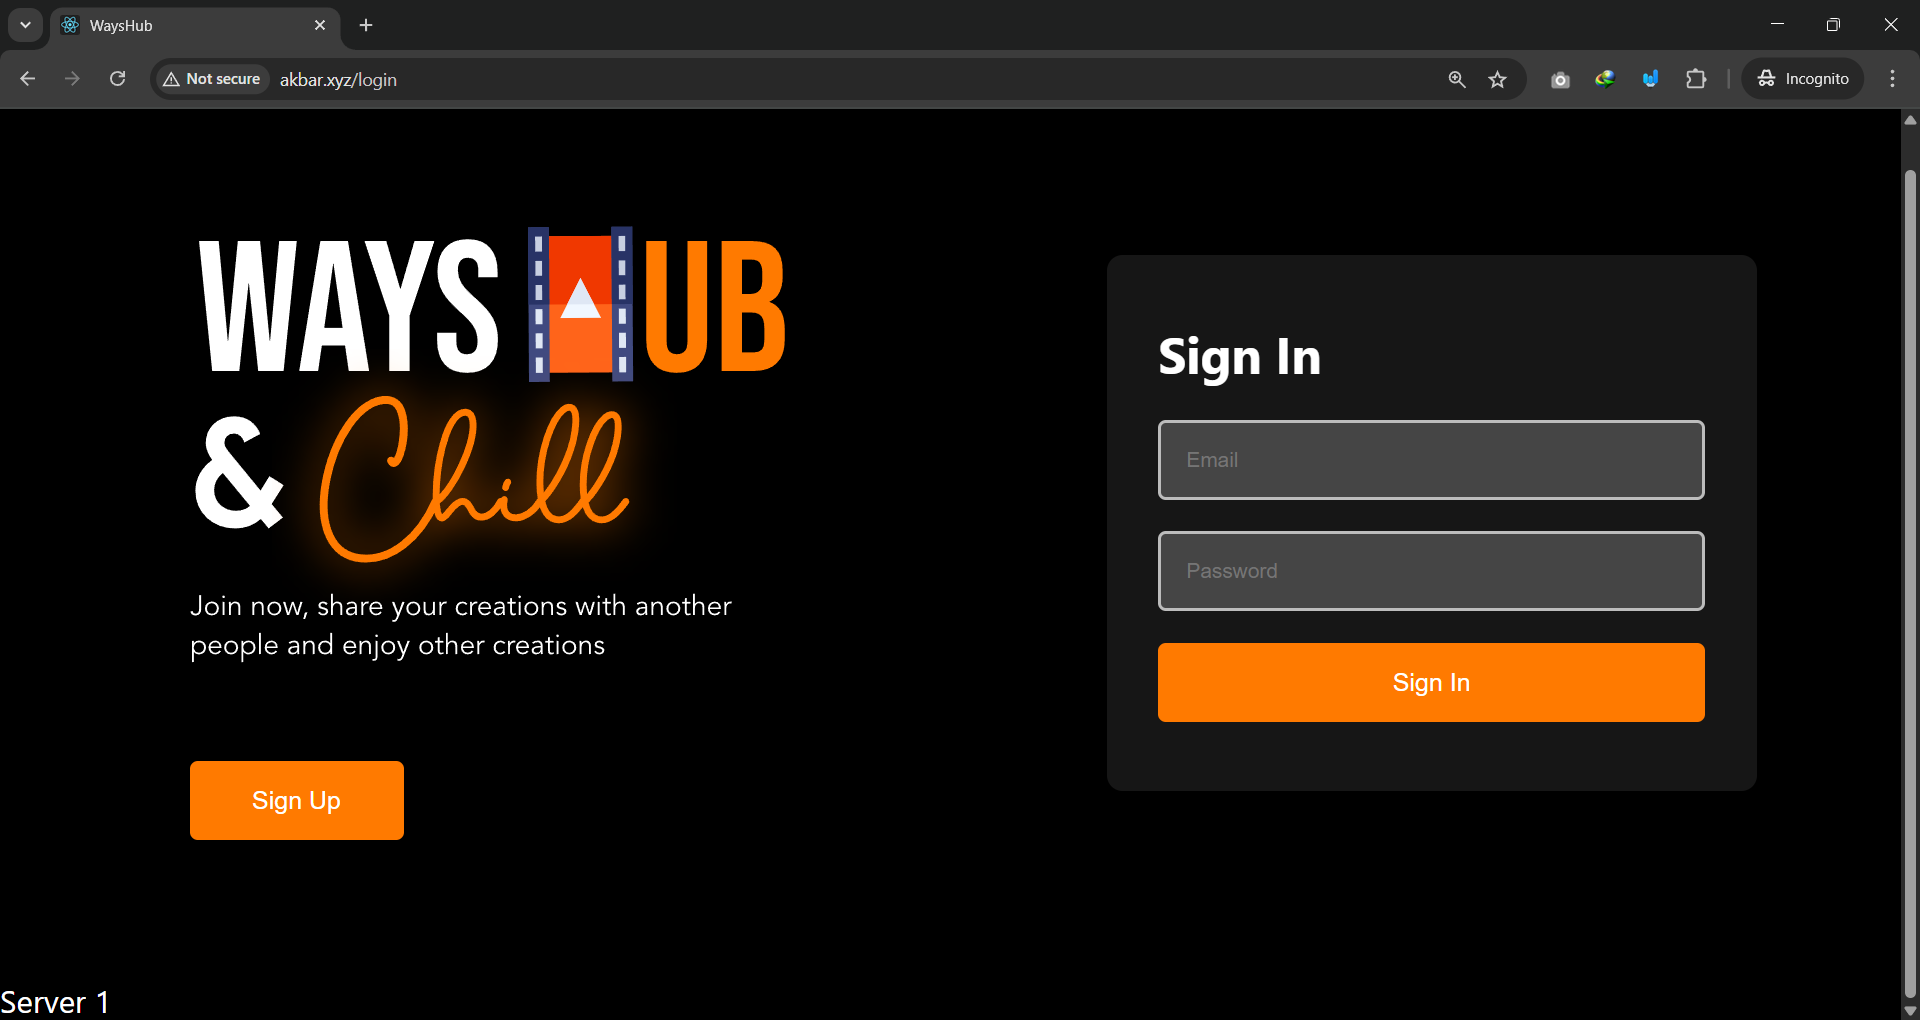 WaysHub
Not secure
akbar.xyz/login
Incognito
WAYS HUB
& Chill
Join now, share your creations with another
people and enjoy other creations
Sign Up
Sign In
Email
Password
Sign In
Server 1